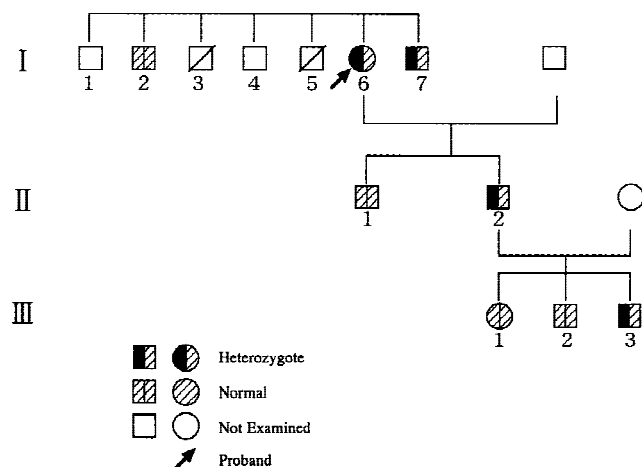 I
1 2 3 4 5 6 7
II
1 2
III
1 2 3
Heterozygote
Normal
Not Examined
Proband